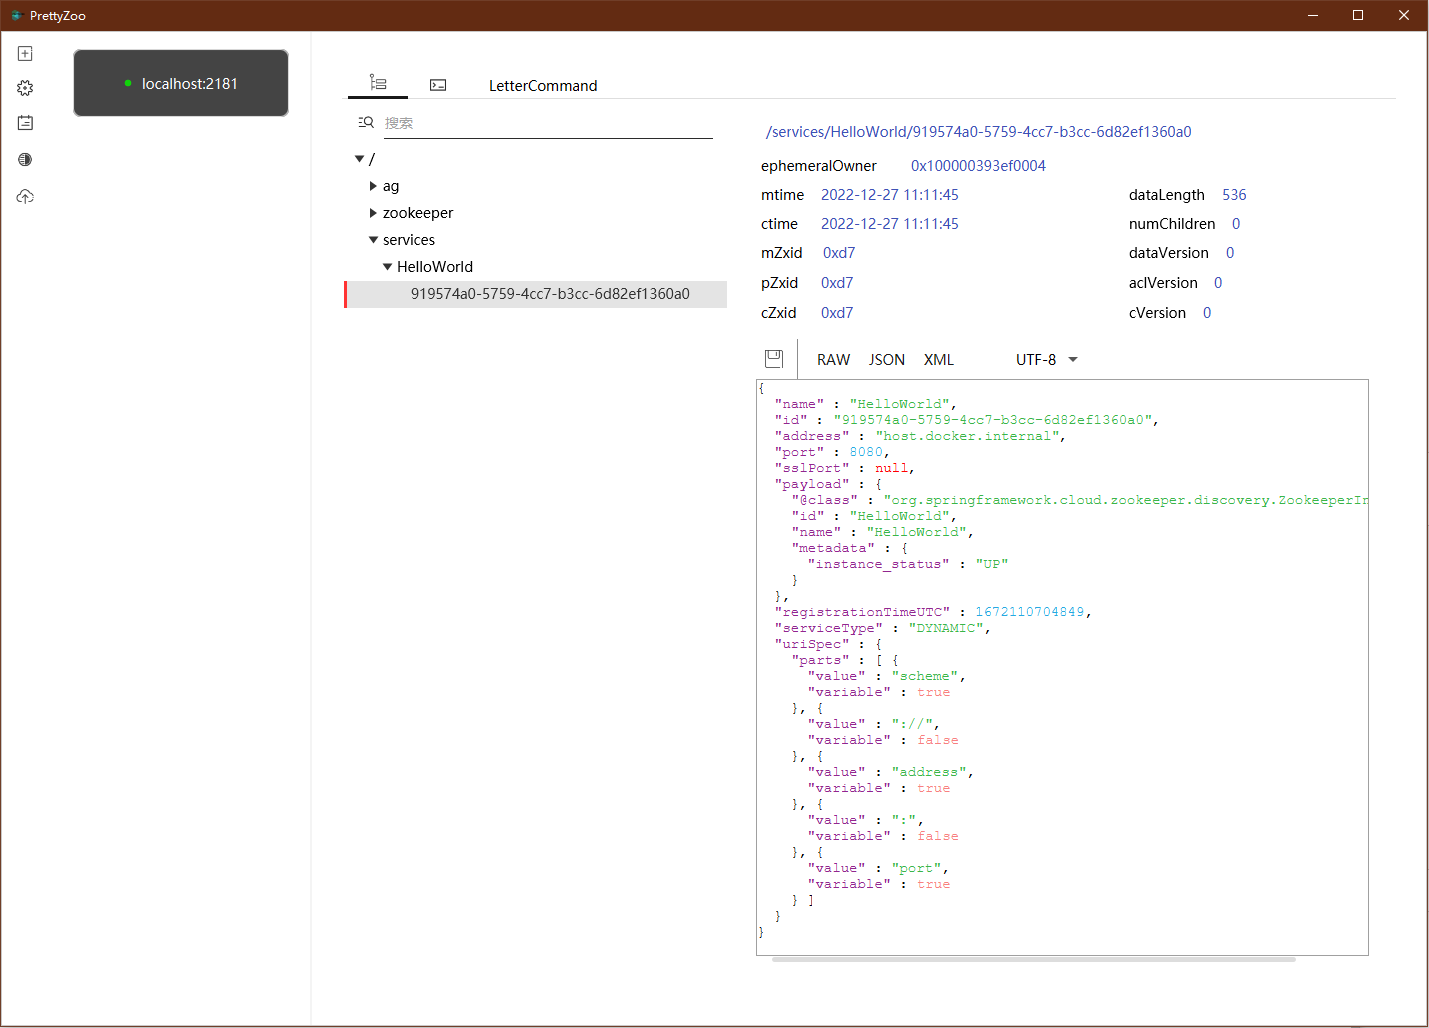 PrettyZoo
localhost:2181
LetterCommand
搜索
/
ag
zookeeper
services
HelloWorld
919574a0-5759-4cc7-b3cc-6d82ef1360a0
/services/HelloWorld/919574a0-5759-4cc7-b3cc-6d82ef1360a0
ephemeralOwner 0x100000393ef0004
mtime 2022-12-27 11:11:45 dataLength 536
ctime 2022-12-27 11:11:45 numChildren 0
mZxid 0xd7 dataVersion 0
pZxid 0xd7 aclVersion 0
cZxid 0xd7 cVersion 0
RAW JSON XML UTF-8
{
  "name" : "HelloWorld",
  "id" : "919574a0-5759-4cc7-b3cc-6d82ef1360a0",
  "address" : "host.docker.internal",
  "port" : 8080,
  "sslPort" : null,
  "payload" : {
    "@class" : "org.springframework.cloud.zookeeper.discovery.ZookeeperIn
    "id" : "HelloWorld",
    "name" : "HelloWorld",
    "metadata" : {
      "instance_status" : "UP"
    }
  },
  "registrationTimeUTC" : 1672110704849,
  "serviceType" : "DYNAMIC",
  "uriSpec" : {
    "parts" : [ {
      "value" : "scheme",
      "variable" : true
    }, {
      "value" : "://",
      "variable" : false
    }, {
      "value" : "address",
      "variable" : true
    }, {
      "value" : ":",
      "variable" : false
    }, {
      "value" : "port",
      "variable" : true
    } ]
  }
}